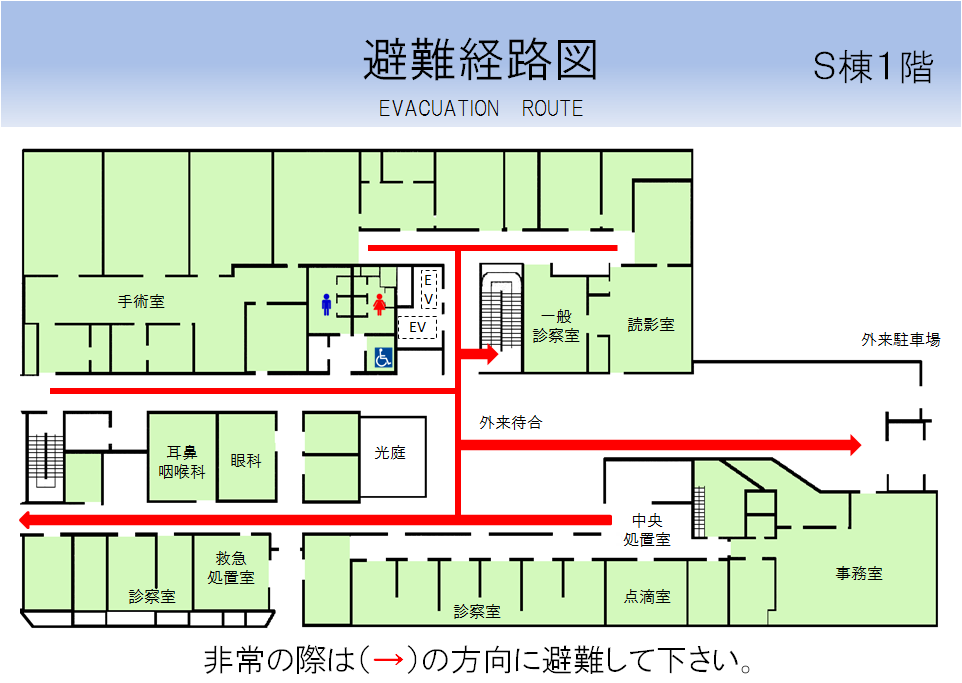 避難経路図
S棟1階
EVACUATION ROUTE
手術室
E
V
EV
一般
診察室
読影室
外来駐車場
外来待合
耳鼻
咽喉科
眼科
光庭
中央
処置室
救急
処置室
診察室
診察室
点滴室
事務室
非常の際は(→)の方向に避難して下さい。